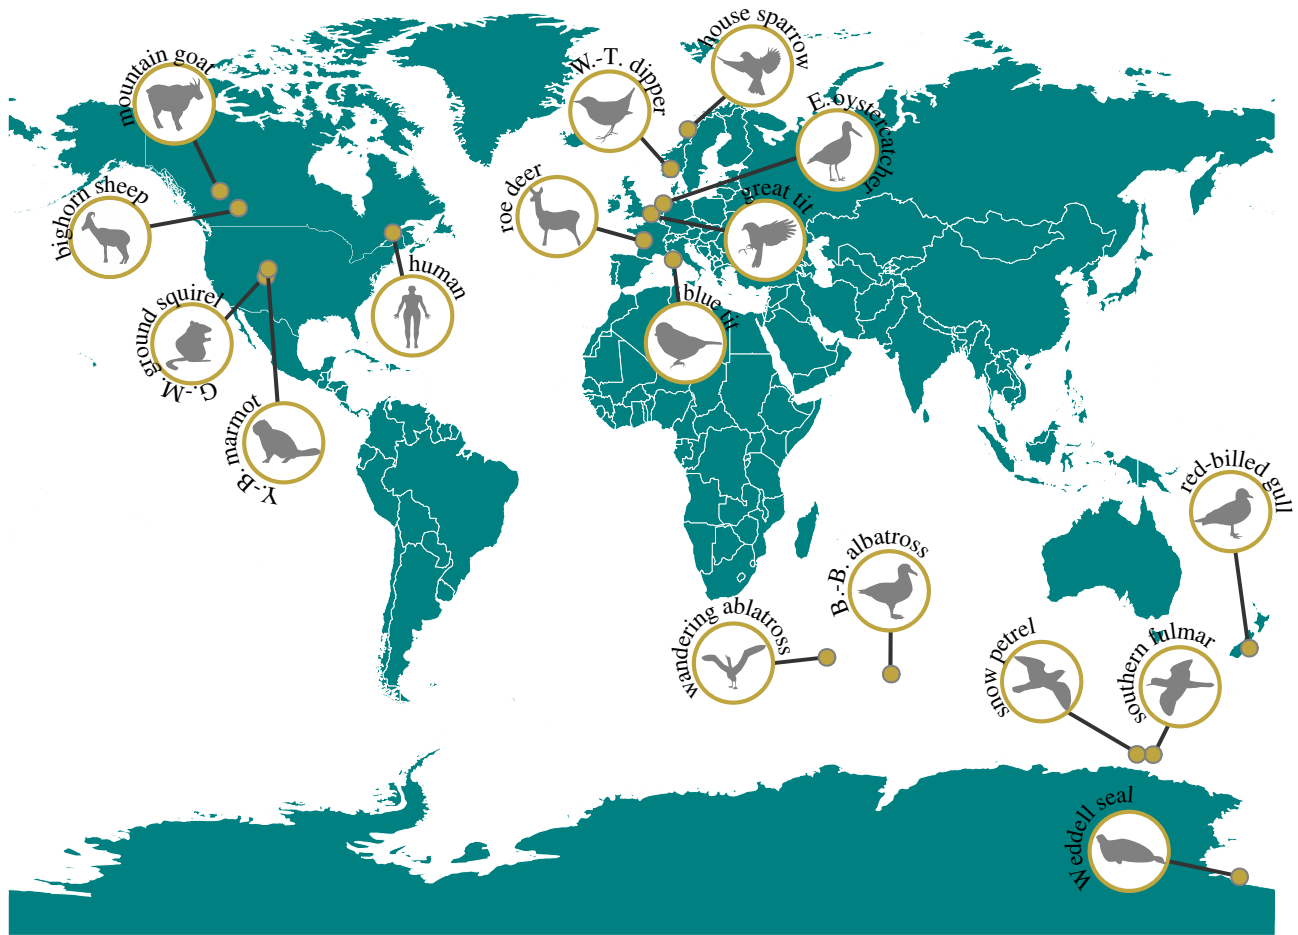 house sparrow
mountain goat
W.-T. dipper
E.oystercatcher
bighorn sheep
roe deer
great tit
human
blue tit
G.-M. ground squirrel
Y.-B. marmot
red-billed gull
B.-B. albatross
wandering ablatross
snow petrel
southern fulmar
Weddell seal